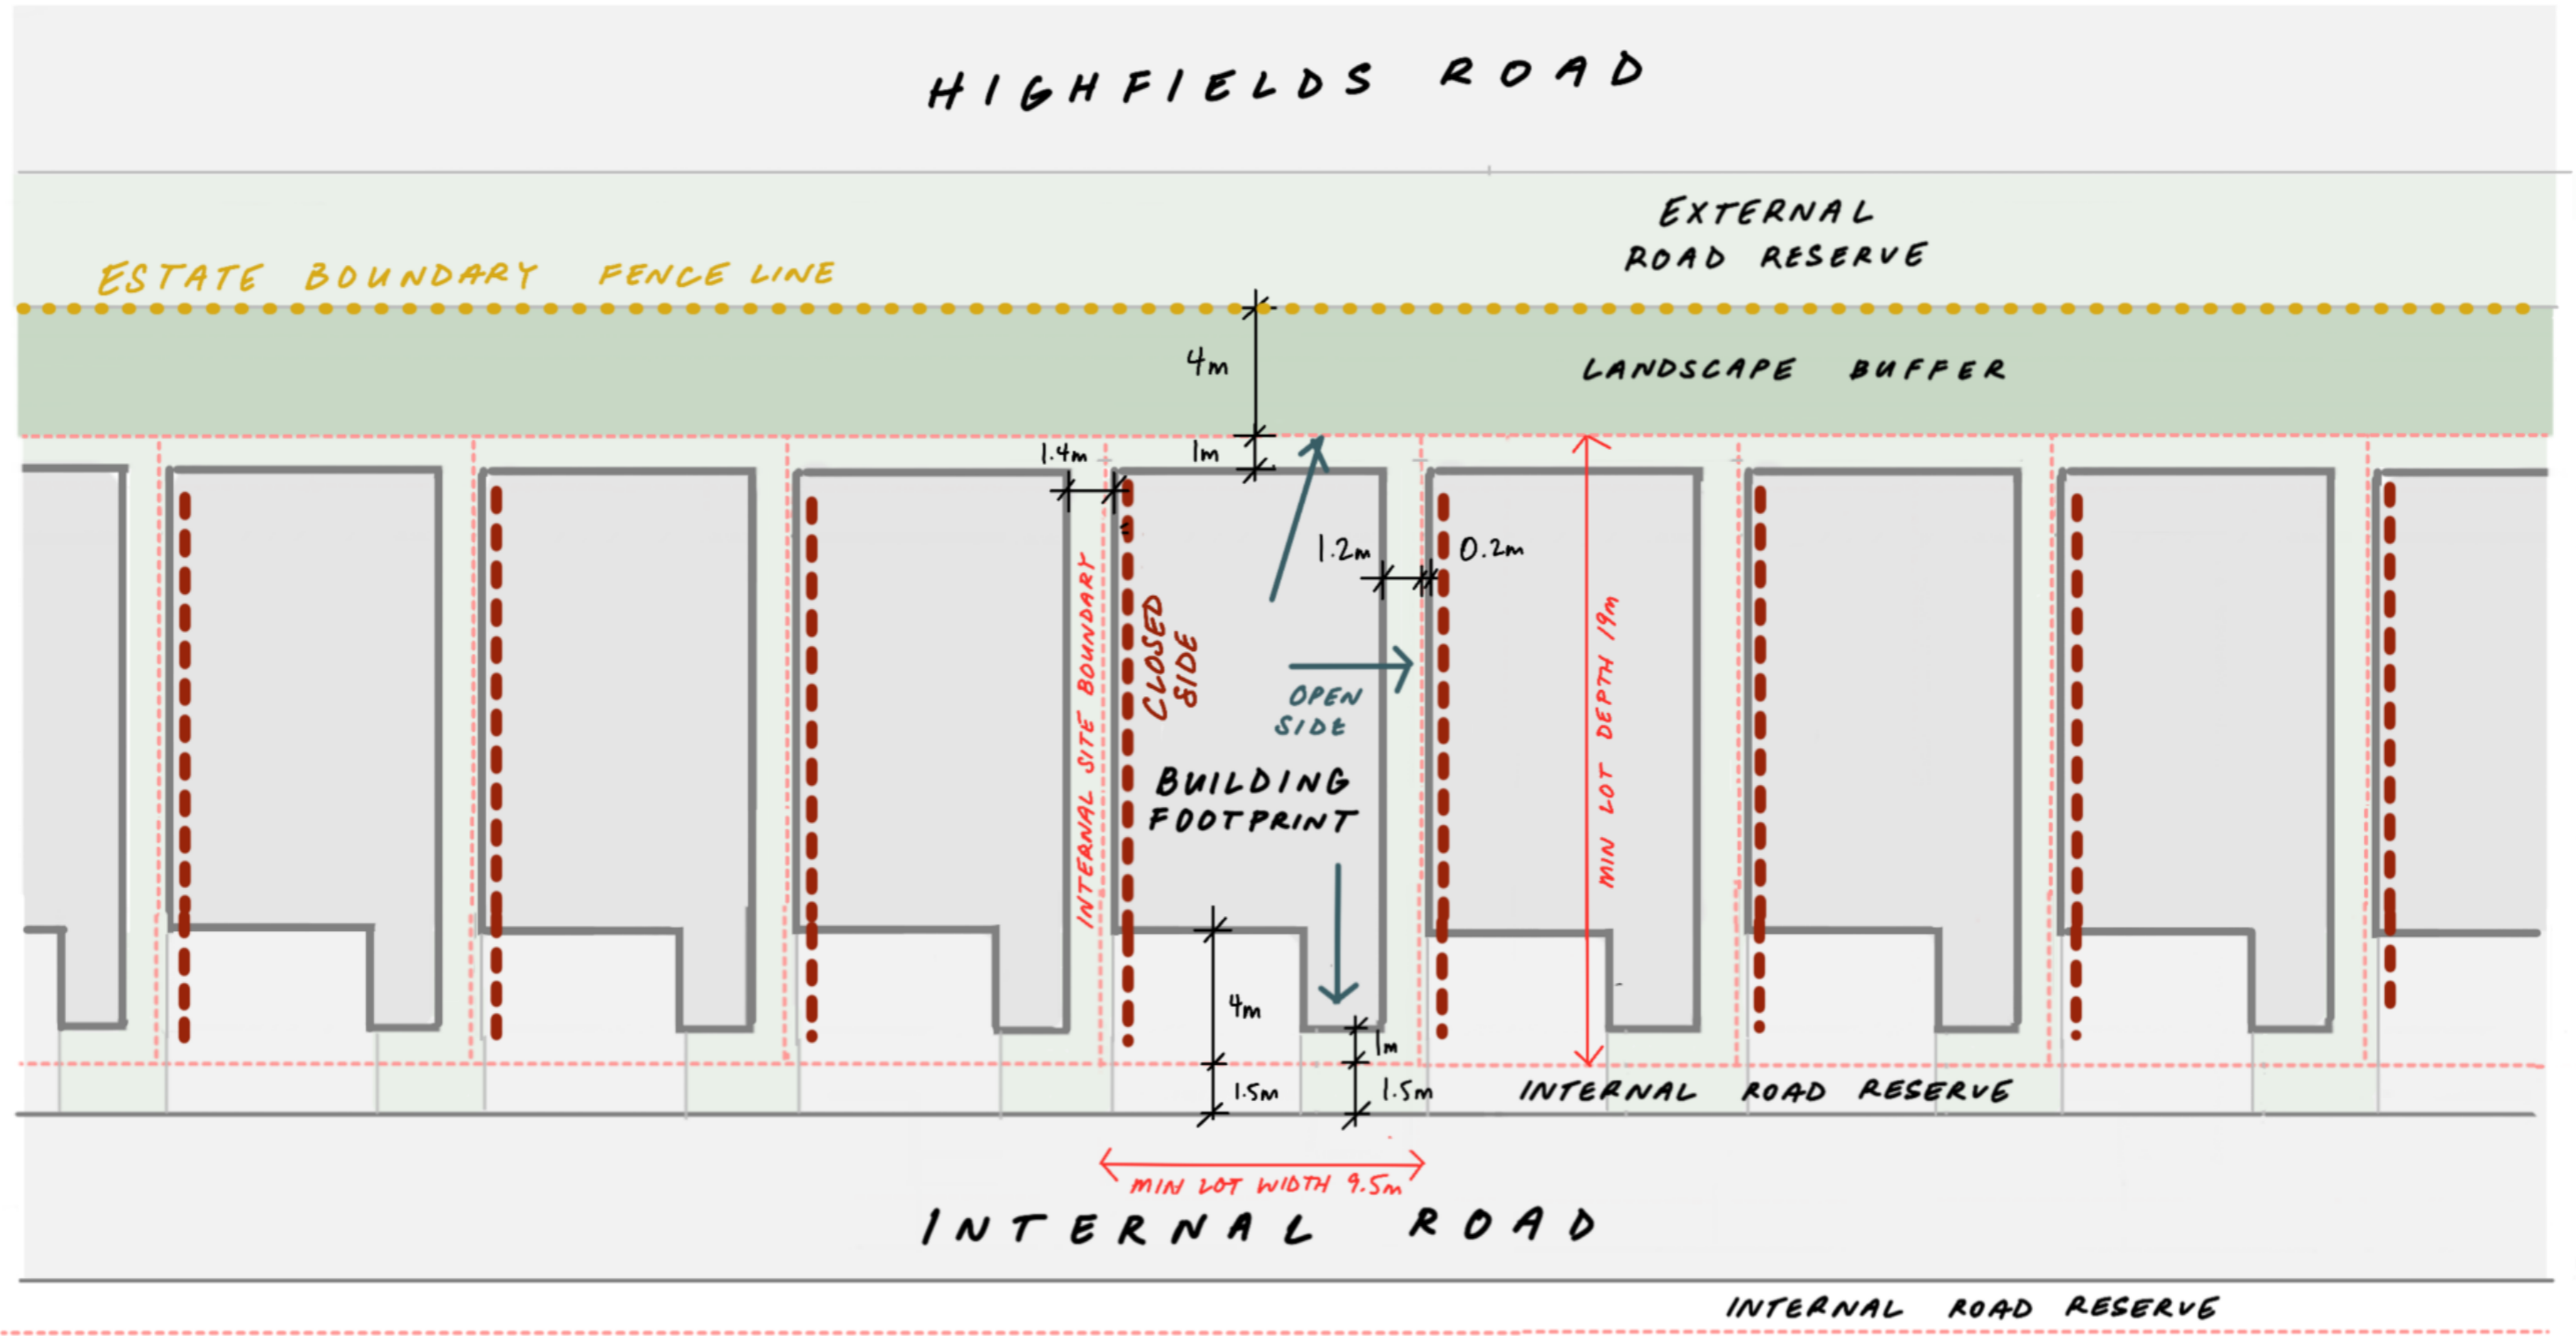 HIGHFIELDS ROAD
EXTERNAL
ROAD RESERVE
ESTATE BOUNDARY FENCE LINE
4m
LANDSCAPE BUFFER
1.4m
1m
1.2m
0.2m
INTERNAL SITE BOUNDARY
CLOSED
SIDE
OPEN
SIDE
MIN LOT DEPTH 19m
BUILDING
FOOTPRINT
4m
1m
1.5m
1.5m
INTERNAL ROAD RESERVE
MIN LOT WIDTH 9.5m
INTERNAL ROAD
INTERNAL ROAD RESERVE